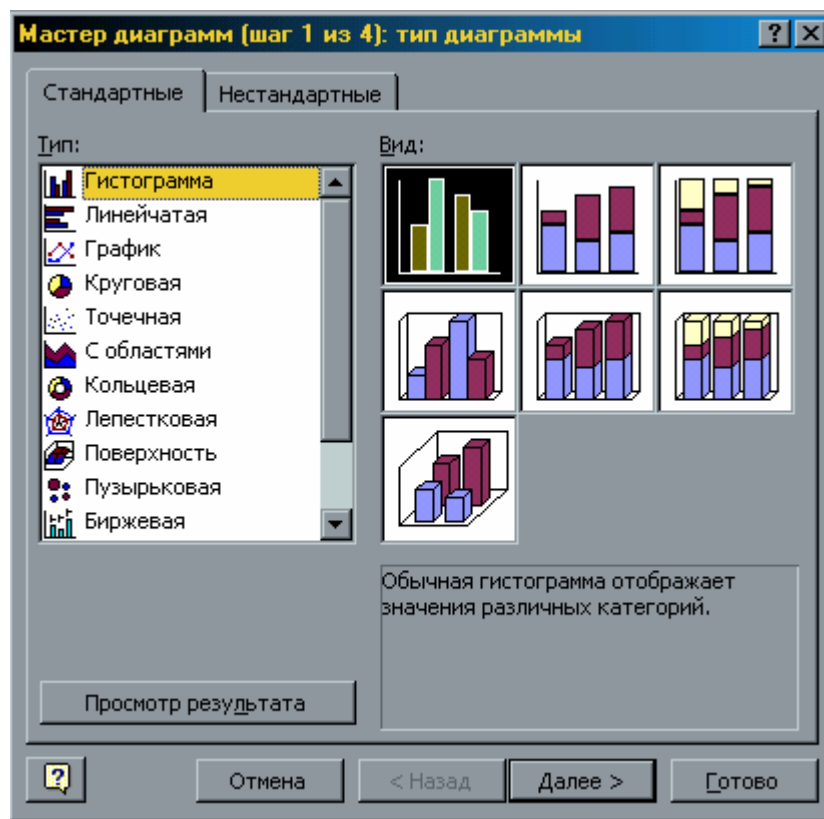 Мастер диаграмм (шаг 1 из 4): тип диаграммы
Стандартные
Нестандартные
Тип:
Гистограмма
Линейчатая
График
Круговая
Точечная
С областями
Кольцевая
Лепестковая
Поверхность
Пузырьковая
Биржевая
Вид:
Обычная гистограмма отображает
значения различных категорий.
Просмотр результата
Отмена
< Назад
Далее >
Готово